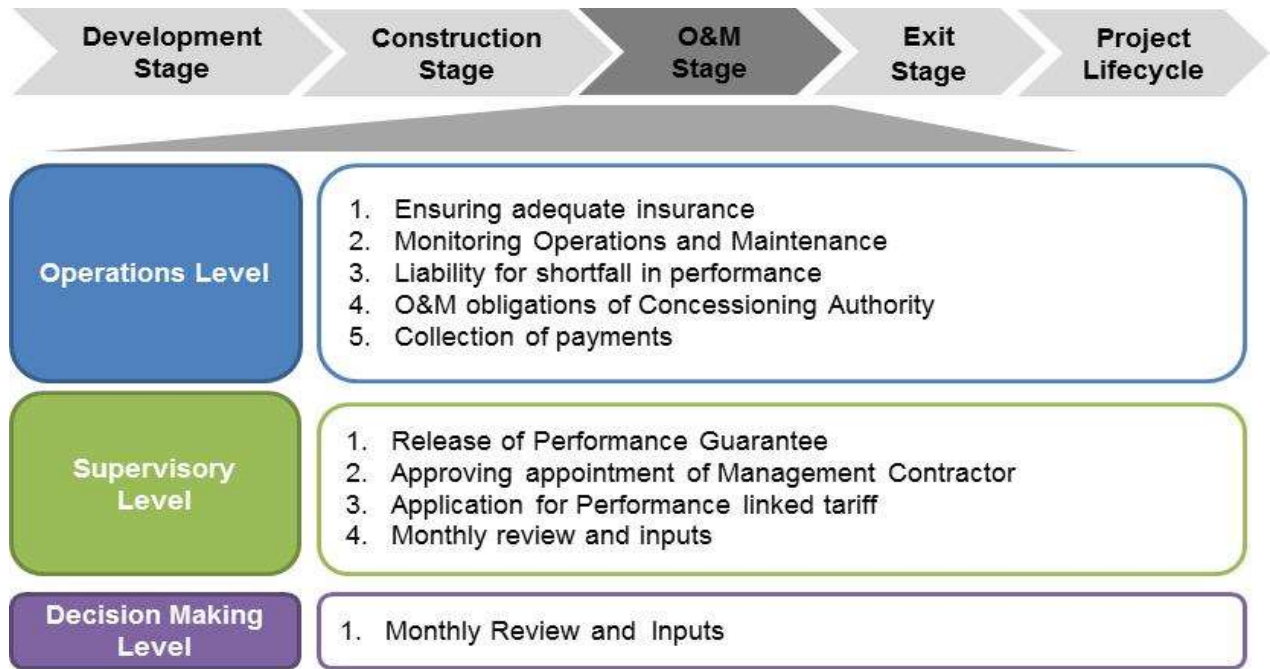 Development
Stage
Construction
Stage
O&M
Stage
Exit
Stage
Project
Lifecycle
Operations Level
1. Ensuring adequate insurance
2. Monitoring Operations and Maintenance
3. Liability for shortfall in performance
4. O&M obligations of Concessioning Authority
5. Collection of payments
Supervisory
Level
1. Release of Performance Guarantee
2. Approving appointment of Management Contractor
3. Application for Performance linked tariff
4. Monthly review and inputs
Decision Making
Level
1. Monthly Review and Inputs